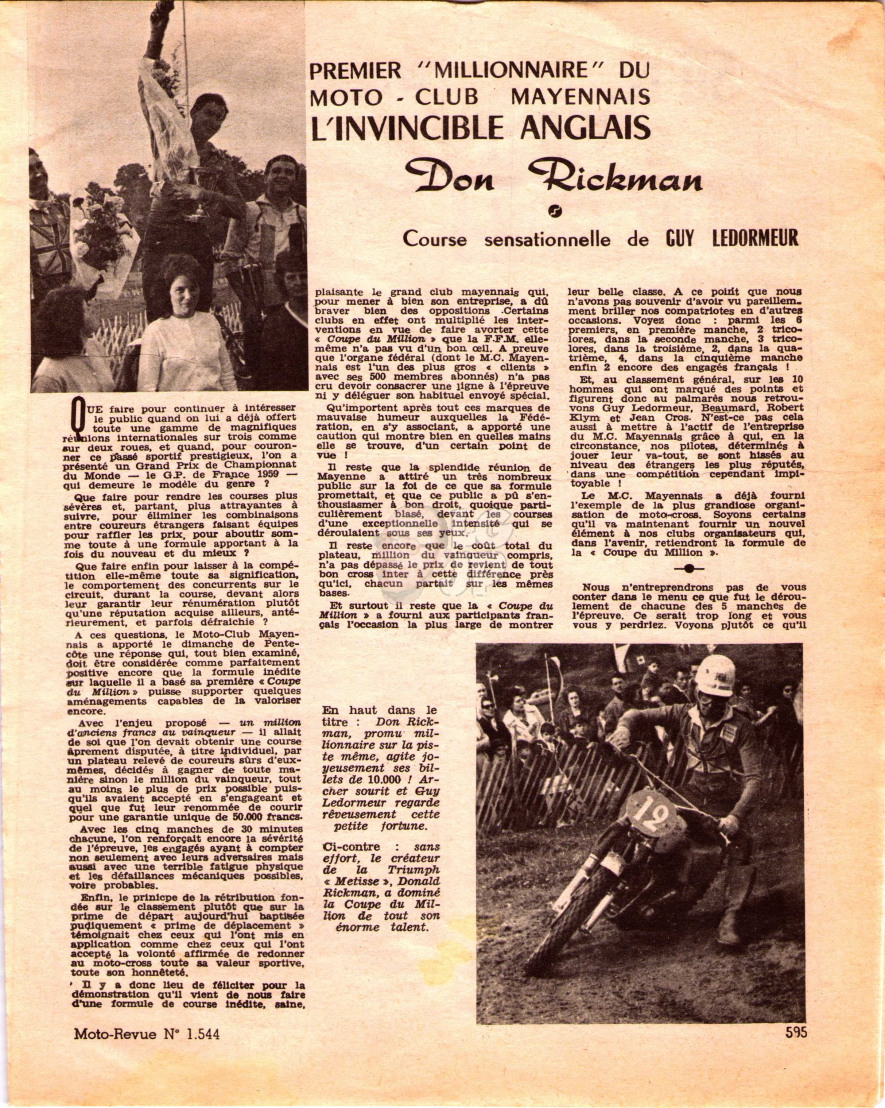 PREMIER "MILLIONNAIRE" DU
MOTO - CLUB MAYENNAIS
L'INVINCIBLE ANGLAIS
Don Rickman
Course sensationnelle de GUY LEDORMEUR
QUE faire pour continuer à intéresser
le public quand on lui a déjà offert
toute une gamme de magnifiques
réunions internationales sur trois comme
sur deux roues, et quand, pour couron-
ner ce passé sportif prestigieux, l'on a
présenté un Grand Prix de Championnat
du Monde — le G.P. de France 1959 —
qui demeure le modèle du genre ?
Que faire pour rendre les courses plus
sévères et, partant, plus attrayantes à
suivre, pour éliminer les combinaisons
entre coureurs étrangers faisant équipes
pour raffler les prix, pour aboutir som-
me toute à une formule apportant à la
fois du nouveau et du mieux ?
Que faire enfin pour laisser à la compé-
tition elle-même toute sa signification,
le comportement des concurrents sur le
circuit, durant la course, devant alors
leur garantir leur rénumération plutôt
qu'une réputation acquise ailleurs, anté-
rieurement, et parfois défraichie ?
A ces questions, le Moto-Club Mayen-
nais a apporté le dimanche de Pente-
côte une réponse qui, tout bien examiné,
doit être considérée comme parfaitement
positive encore que la formule inédite
sur laquelle il a basé sa première « Coupe
du Million » puisse supporter quelques
aménagements capables de la valoriser
encore.
Avec l'enjeu proposé — un million
d'anciens francs au vainqueur — il allait
de soi que l'on devait obtenir une course
âprement disputée, à titre individuel, par
un plateau relevé de coureurs sûrs d'eux-
mêmes, décidés à gagner de toute ma-
nière sinon le million du vainqueur, tout
au moins le plus de prix possible puis-
qu'ils avaient accepté en s'engageant et
quel que fut leur renommée de courir
pour une garantie unique de 50.000 francs.
Avec les cinq manches de 30 minutes
chacune, l'on renforçait encore la sévérité
de l'épreuve, les engagés ayant à compter
non seulement avec leurs adversaires mais
aussi avec une terrible fatigue physique
et les défaillances mécaniques possibles,
voire probables.
Enfin, le prinicpe de la rétribution fon-
dée sur le classement plutôt que sur la
prime de départ aujourd'hui baptisée
pudiquement « prime de déplacement »
témoignait chez ceux qui l'ont mis en
application comme chez ceux qui l'ont
accepté la volonté affirmée de redonner
au moto-cross toute sa valeur sportive,
toute son honnêteté.
Il y a donc lieu de féliciter pour la
démonstration qu'il vient de nous faire
d'une formule de course inédite, saine,
plaisante le grand club mayennais qui,
pour mener à bien son entreprise, a dû
braver bien des oppositions. Certains
clubs en effet ont multiplié les inter-
ventions en vue de faire avorter cette
« Coupe du Million » que la F.F.M. elle-
même n'a pas vu d'un bon œil. A preuve
que l'organe fédéral (dont le M.C. Mayen-
nais est l'un des plus gros « clients »
avec ses 500 membres abonnés) n'a pas
cru devoir consacrer une ligne à l'épreuve
ni y déléguer son habituel envoyé spécial.
Qu'importent après tout ces marques de
mauvaise humeur auxquelles la Fédé-
ration, en s'y associant, a apporté une
caution qui montre bien en quelles mains
elle se trouve, d'un certain point de
vue !
Il reste que la splendide réunion de
Mayenne a attiré un très nombreux
public sur la foi de ce que sa formule
promettait, et que ce public a pû s'en-
thousiasmer à bon droit, quoique parti-
culièrement blasé, devant les courses
d'une exceptionnelle intensité qui se
déroulaient sous ses yeux.
Il reste encore que le coût total du
plateau, million du vainqueur compris,
n'a pas dépassé le prix de revient de tout
bon cross inter à cette différence près
qu'ici, chacun partait sur les mêmes
bases.
Et surtout il reste que la « Coupe du
Million » a fourni aux participants fran-
çais l'occasion la plus large de montrer
leur belle classe. A ce point que nous
n'avons pas souvenir d'avoir vu pareillem-
ment briller nos compatriotes en d'autres
occasions. Voyez donc : parmi les 6
premiers, en première manche, 2 trico-
lores, dans la seconde manche, 3 trico-
lores, dans la troisième, 2, dans la qua-
trième, 4, dans la cinquième manche
enfin 2 encore des engagés français !
Et, au classement général, sur les 10
hommes qui ont marqué des points et
figurent donc au palmarès nous retrou-
vons Guy Ledormeur, Beaumard, Robert
Klym et Jean Cros. N'est-ce pas cela
aussi à mettre à l'actif de l'entreprise
du M.C. Mayennais grâce à qui, en la
circonstance, nos pilotes, déterminés à
jouer leur va-tout, se sont hissés au
niveau des étrangers les plus réputés,
dans une compétition cependant impi-
toyable !
Le M.C. Mayennais a déjà fourni
l'exemple de la plus grandiose organi-
sation de moto-cross. Soyons certains
qu'il va maintenant fournir un nouvel
élément à nos clubs organisateurs qui,
dans l'avenir, retiendront la formule de
la « Coupe du Million ».
Nous n'entreprendrons pas de vous
conter dans le menu ce que fut le dérou-
lement de chacune des 5 manches de
l'épreuve. Ce serait trop long et vous
vous y perdriez. Voyons plutôt ce qu'il
En haut dans le
titre : Don Rick-
man, promu mil-
lionnaire sur la pis-
te même, agite jo-
yeusement ses bil-
lets de 10.000 ! Ar-
cher sourit et Guy
Ledormeur regarde
rêveusement cette
petite fortune.
Ci-contre : sans
effort, le créateur
de la Triumph
« Metisse », Donald
Rickman, a dominé
la Coupe du Mil-
lion de tout son
énorme talent.
12
Moto-Revue N° 1.544
595